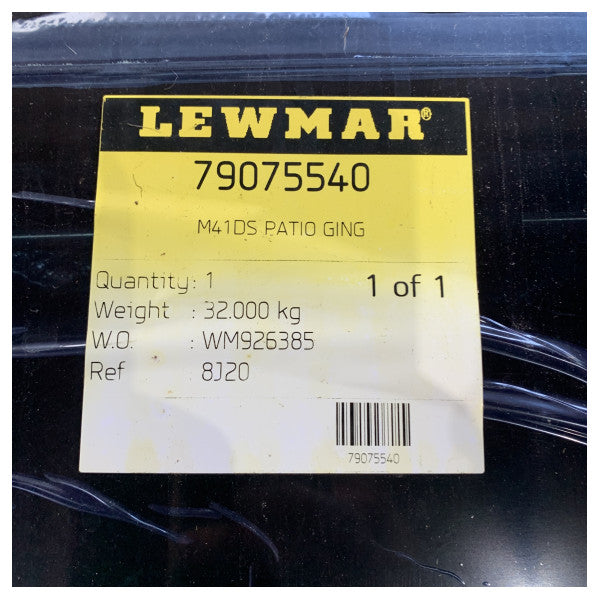 LEWMAR®
79075540
M41DS PATIO GING
Quantity: 1 1 of 1
Weight : 32.000 kg
W.O. : WM926385
Ref : 8J20
79075540